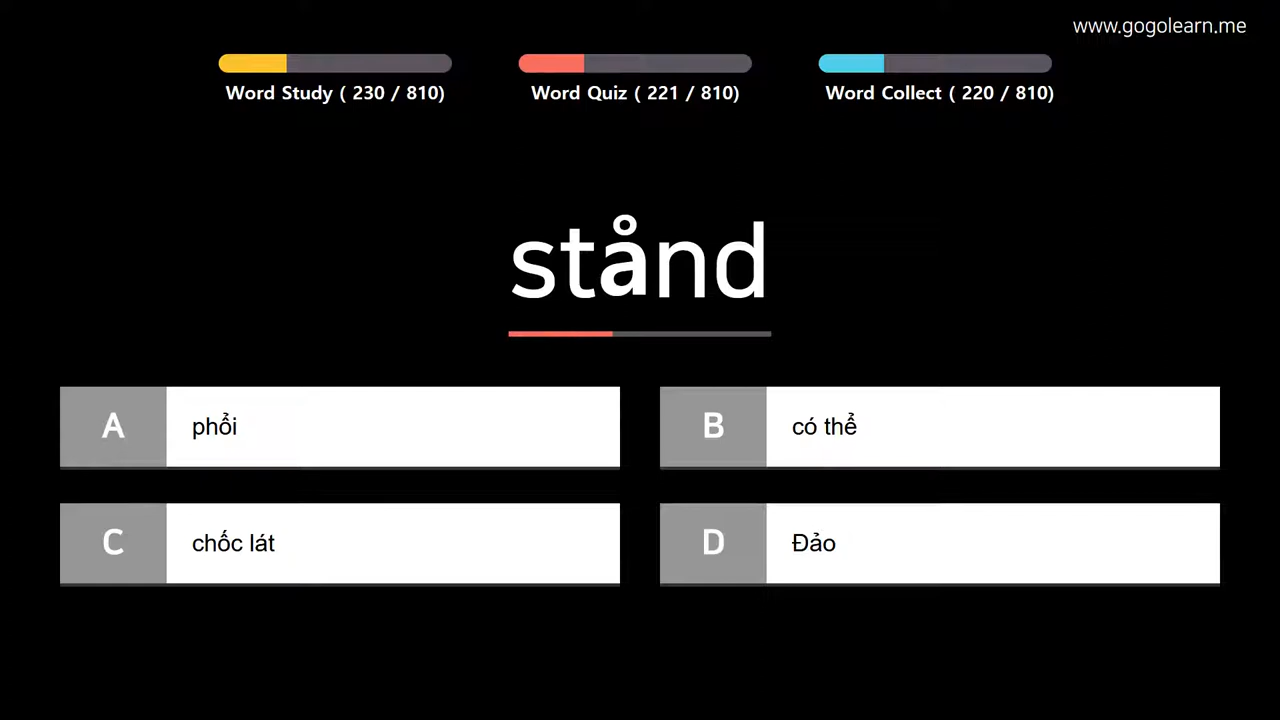 www.gogolearn.me
Word Study ( 230 / 810)
Word Quiz ( 221 / 810)
Word Collect ( 220 / 810)
stånd
A phổi
B có thể
C chốc lát
D Đảo